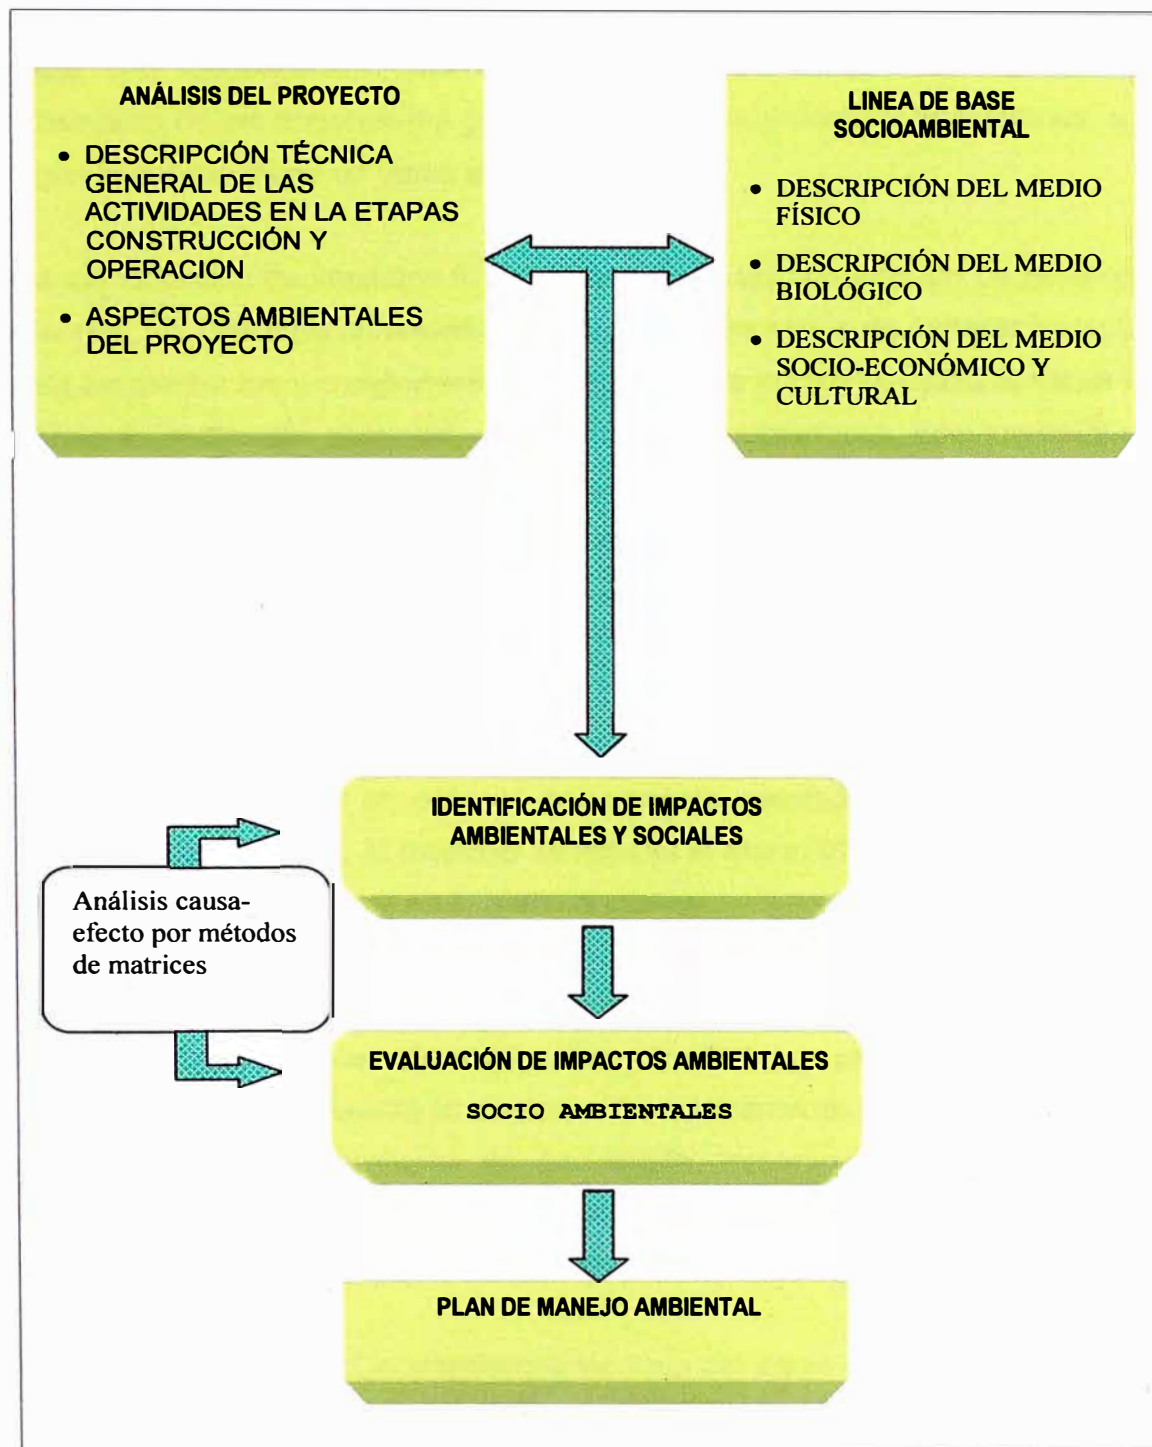 ANÁLISIS DEL PROYECTO
• DESCRIPCIÓN TÉCNICA
GENERAL DE LAS
ACTIVIDADES EN LA ETAPAS
CONSTRUCCIÓN Y
OPERACION
• ASPECTOS AMBIENTALES
DEL PROYECTO
LINEA DE BASE
SOCIOAMBIENTAL
• DESCRIPCIÓN DEL MEDIO
FÍSICO
• DESCRIPCIÓN DEL MEDIO
BIOLÓGICO
• DESCRIPCIÓN DEL MEDIO
SOCIO-ECONÓMICO Y
CULTURAL
IDENTIFICACIÓN DE IMPACTOS
AMBIENTALES Y SOCIALES
Análisis causa-
efecto por métodos
de matrices
EVALUACIÓN DE IMPACTOS AMBIENTALES
SOCIO AMBIENTALES
PLAN DE MANEJO AMBIENTAL